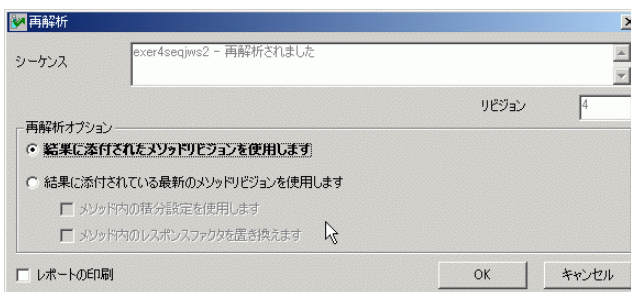 再解析
シーケンス
exer4seqjws2 - 再解析されました
リビジョン
4
再解析オプション
結果に添付されたメソッドリビジョンを使用します
結果に添付されている最新のメソッドリビジョンを使用します
メソッド内の積分設定を使用します
メソッド内のレスポンスファクタを置き換えます
レポートの印刷
OK
キャンセル